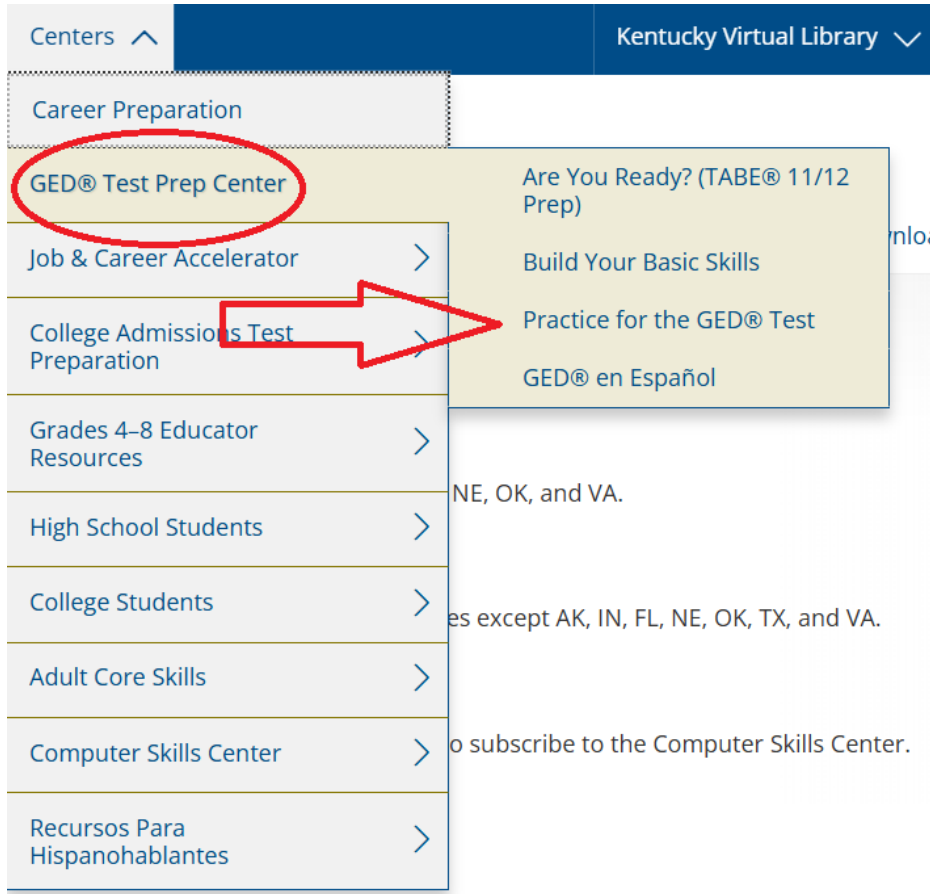 Centers
Kentucky Virtual Library
Career Preparation
GED® Test Prep Center
Are You Ready? (TABE® 11/12
Prep)
Build Your Basic Skills
Practice for the GED® Test
GED® en Español
Job & Career Accelerator
College Admissions Test
Preparation
Grades 4–8 Educator
Resources
NE, OK, and VA.
High School Students
College Students
es except AK, IN, FL, NE, OK, TX, and VA.
Adult Core Skills
Computer Skills Center
o subscribe to the Computer Skills Center.
Recursos Para
Hispanohablantes